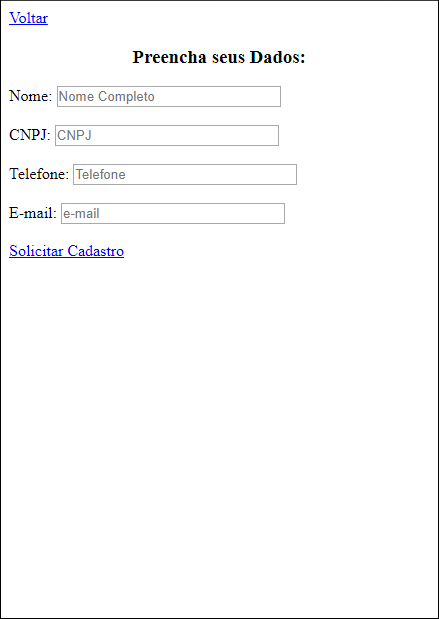 Voltar
Preencha seus Dados:
Nome: Nome Completo
CNPJ: CNPJ
Telefone: Telefone
E-mail: e-mail
Solicitar Cadastro